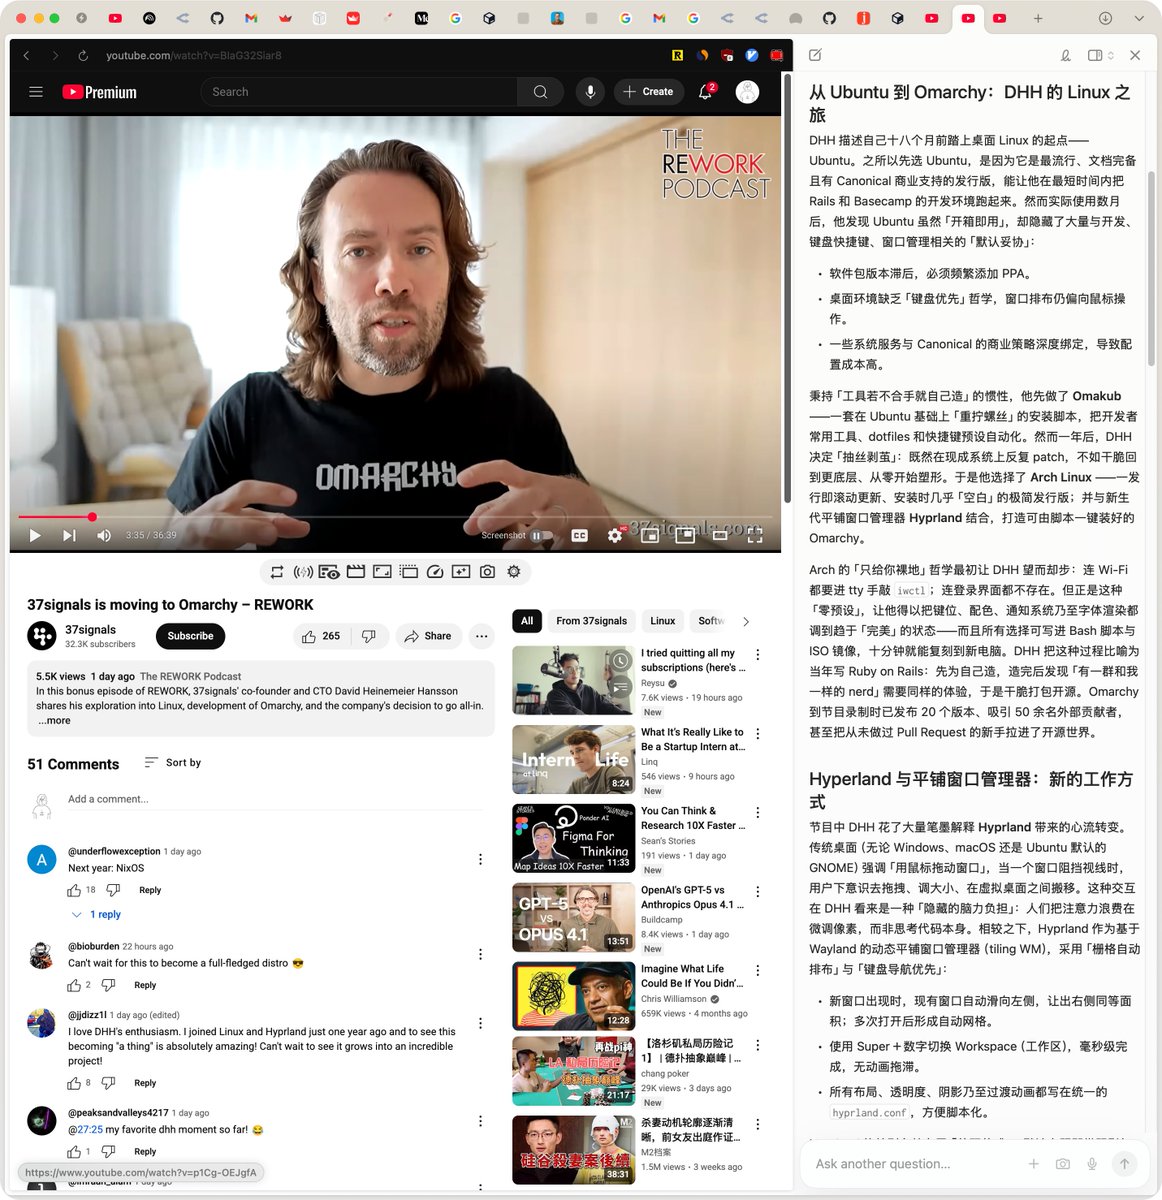 youtube.com/watch?v=BlaG32Siar8
Premium
Search
Create
2
THE
REWORK
PODCAST
OMARCHY
37signals.com
3:35 / 36:39
Screenshot
CC
37signals is moving to Omarchy – REWORK
37signals
32.3K subscribers
Subscribe
265
Share
5.5K views 1 day ago The REWORK Podcast
In this bonus episode of REWORK, 37signals' co-founder and CTO David Heinemeier Hansson
shares his exploration into Linux, development of Omarchy, and the company's decision to go all-in.
...more
51 Comments
Sort by
Add a comment...
A
@underflowexception 1 day ago
Next year: NixOS
18
Reply
1 reply
@bioburden 22 hours ago
Can't wait for this to become a full-fledged distro 😎
2
Reply
@jjdizz1l 1 day ago (edited)
I love DHH's enthusiasm. I joined Linux and Hyprland just one year ago and to see this
becoming "a thing" is absolutely amazing! Can't wait to see it grows into an incredible
project!
8
Reply
@peaksandvalleys4217 1 day ago
@27:25 my favorite dhh moment so far! 😂
1
Reply
https://www.youtube.com/watch?v=p1Cg-OEJgfA
All
From 37signals
Linux
Softw
I tried quitting all my
subscriptions (here's ...
Reysu
7.6K views • 19 hours ago
New
Intern Life
at linq
8:24
What It's Really Like to
Be a Startup Intern at...
Linq
546 views • 9 hours ago
New
Ponder AI
Figma For
Thinking
Map Ideas 10X Faster
11:33
You Can Think &
Research 10X Faster ...
Sean's Stories
191 views • 1 day ago
New
GPT-5
VS
OPUS 4.1
13:51
OpenAI's GPT-5 vs
Anthropics Opus 4.1 ...
Buildcamp
8.4K views • 1 day ago
New
12:28
Imagine What Life
Could Be If You Didn'...
Chris Williamson
659K views • 4 months ago
21:17
【洛杉矶私局历险记
1】 | 德扑抽象巅峰 | ...
chang poker
29K views • 3 days ago
New
硅谷殺妻案後續
38:31
杀妻动机轮廓逐渐清
晰，前女友出庭作证...
M2档案
1.5M views • 3 weeks ago
从 Ubuntu 到 Omarchy：DHH 的 Linux 之
旅
DHH 描述自己十八个月前踏上桌面 Linux 的起点——
Ubuntu。之所以先选 Ubuntu，是因为它是最流行、文档完备
且有 Canonical 商业支持的发行版，能让他在最短时间内把
Rails 和 Basecamp 的开发环境跑起来。然而实际使用数月
后，他发现 Ubuntu 虽然「开箱即用」，却隐藏了大量与开发、
键盘快捷键、窗口管理相关的「默认妥协」：
• 软件包版本滞后，必须频繁添加 PPA。
• 桌面环境缺乏「键盘优先」哲学，窗口排布仍偏向鼠标操
作。
• 一些系统服务与 Canonical 的商业策略深度绑定，导致配
置成本高。
秉持「工具若不合手就自己造」的惯性，他先做了 Omakub
——一套在 Ubuntu 基础上「重拧螺丝」的安装脚本，把开发者
常用工具、dotfiles 和快捷键预设自动化。然而一年后，DHH
决定「抽丝剥茧」：既然在现成系统上反复 patch，不如干脆回
到更底层、从零开始塑形。于是他选择了 Arch Linux ——一发
行即滚动更新、安装时几乎「空白」的极简发行版；并与新生
代平铺窗口管理器 Hyprland 结合，打造可由脚本一键装好的
Omarchy。
Arch 的「只给你裸地」哲学最初让 DHH 望而却步：连 Wi-Fi
都要进 tty 手敲 iwctl；连登录界面都不存在。但正是这种
「零预设」，让他得以把键位、配色、通知系统乃至字体渲染都
调到趋于「完美」的状态——而且所有选择可写进 Bash 脚本与
ISO 镜像，十分钟就能复刻到新电脑。DHH 把这种过程比喻为
当年写 Ruby on Rails：先为自己造，造完后发现「有一群和我
一样的 nerd」需要同样的体验，于是干脆打包开源。Omarchy
到节目录制时已发布 20 个版本、吸引 50 余名外部贡献者，
甚至把从未做过 Pull Request 的新手拉进了开源世界。
Hyperland 与平铺窗口管理器：新的工作方
式
节目中 DHH 花了大量笔墨解释 Hyprland 带来的心流转变。
传统桌面（无论 Windows、macOS 还是 Ubuntu 默认的
GNOME）强调「用鼠标拖动窗口」，当一个窗口阻挡视线时，
用户下意识去拖拽、调大小、在虚拟桌面之间搬移。这种交互
在 DHH 看来是一种「隐藏的脑力负担」：人们把注意力浪费在
微调像素，而非思考代码本身。相较之下，Hyprland 作为基于
Wayland 的动态平铺窗口管理器（tiling WM），采用「栅格自动
排布」与「键盘导航优先」：
• 新窗口出现时，现有窗口自动滑向左侧，让出右侧同等面
积；多次打开后形成自动网格。
• 使用 Super＋数字切换 Workspace（工作区），毫秒级完
成，无动画拖滞。
• 所有布局、透明度、阴影乃至过渡动画都写在统一的
hyprland.conf，方便脚本化。
Ask another question...